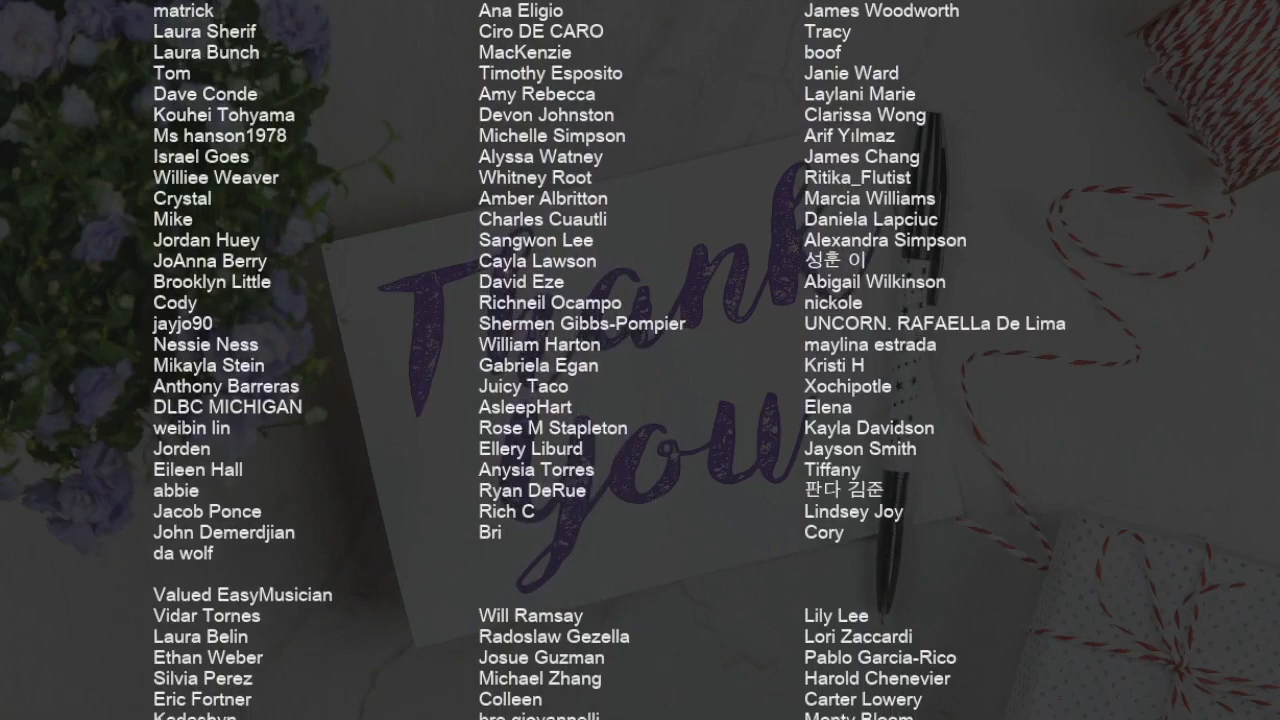 matrick Ana Eligio James Woodworth
Laura Sherif Ciro DE CARO Tracy
Laura Bunch MacKenzie boof
Tom Timothy Esposito Janie Ward
Dave Conde Amy Rebecca Laylani Marie
Kouhei Tohyama Devon Johnston Clarissa Wong
Ms hanson1978 Michelle Simpson Arif Yılmaz
Israel Goes Alyssa Watney James Chang
Williee Weaver Whitney Root Ritika_Flutist
Crystal Amber Albritton Marcia Williams
Mike Charles Cuautli Daniela Lapciuc
Jordan Huey Sangwon Lee Alexandra Simpson
JoAnna Berry Cayla Lawson 성훈 이
Brooklyn Little David Eze Abigail Wilkinson
Cody Richneil Ocampo nickole
jayjo90 Shermen Gibbs-Pompier UNCORN. RAFAELLa De Lima
Nessie Ness William Harton maylina estrada
Mikayla Stein Gabriela Egan Kristi H
Anthony Barreras Juicy Taco Xochipotle
DLBC MICHIGAN AsleepHart Elena
weibin lin Rose M Stapleton Kayla Davidson
Jorden Ellery Liburd Jayson Smith
Eileen Hall Anysia Torres Tiffany
abbie Ryan DeRue 판다 김준
Jacob Ponce Rich C Lindsey Joy
John Demerdjian Bri Cory
da wolf
Valued EasyMusician
Vidar Tornes Will Ramsay Lily Lee
Laura Belin Radoslaw Gezella Lori Zaccardi
Ethan Weber Josue Guzman Pablo Garcia-Rico
Silvia Perez Michael Zhang Harold Chenevier
Eric Fortner Colleen Carter Lowery
Thank
you